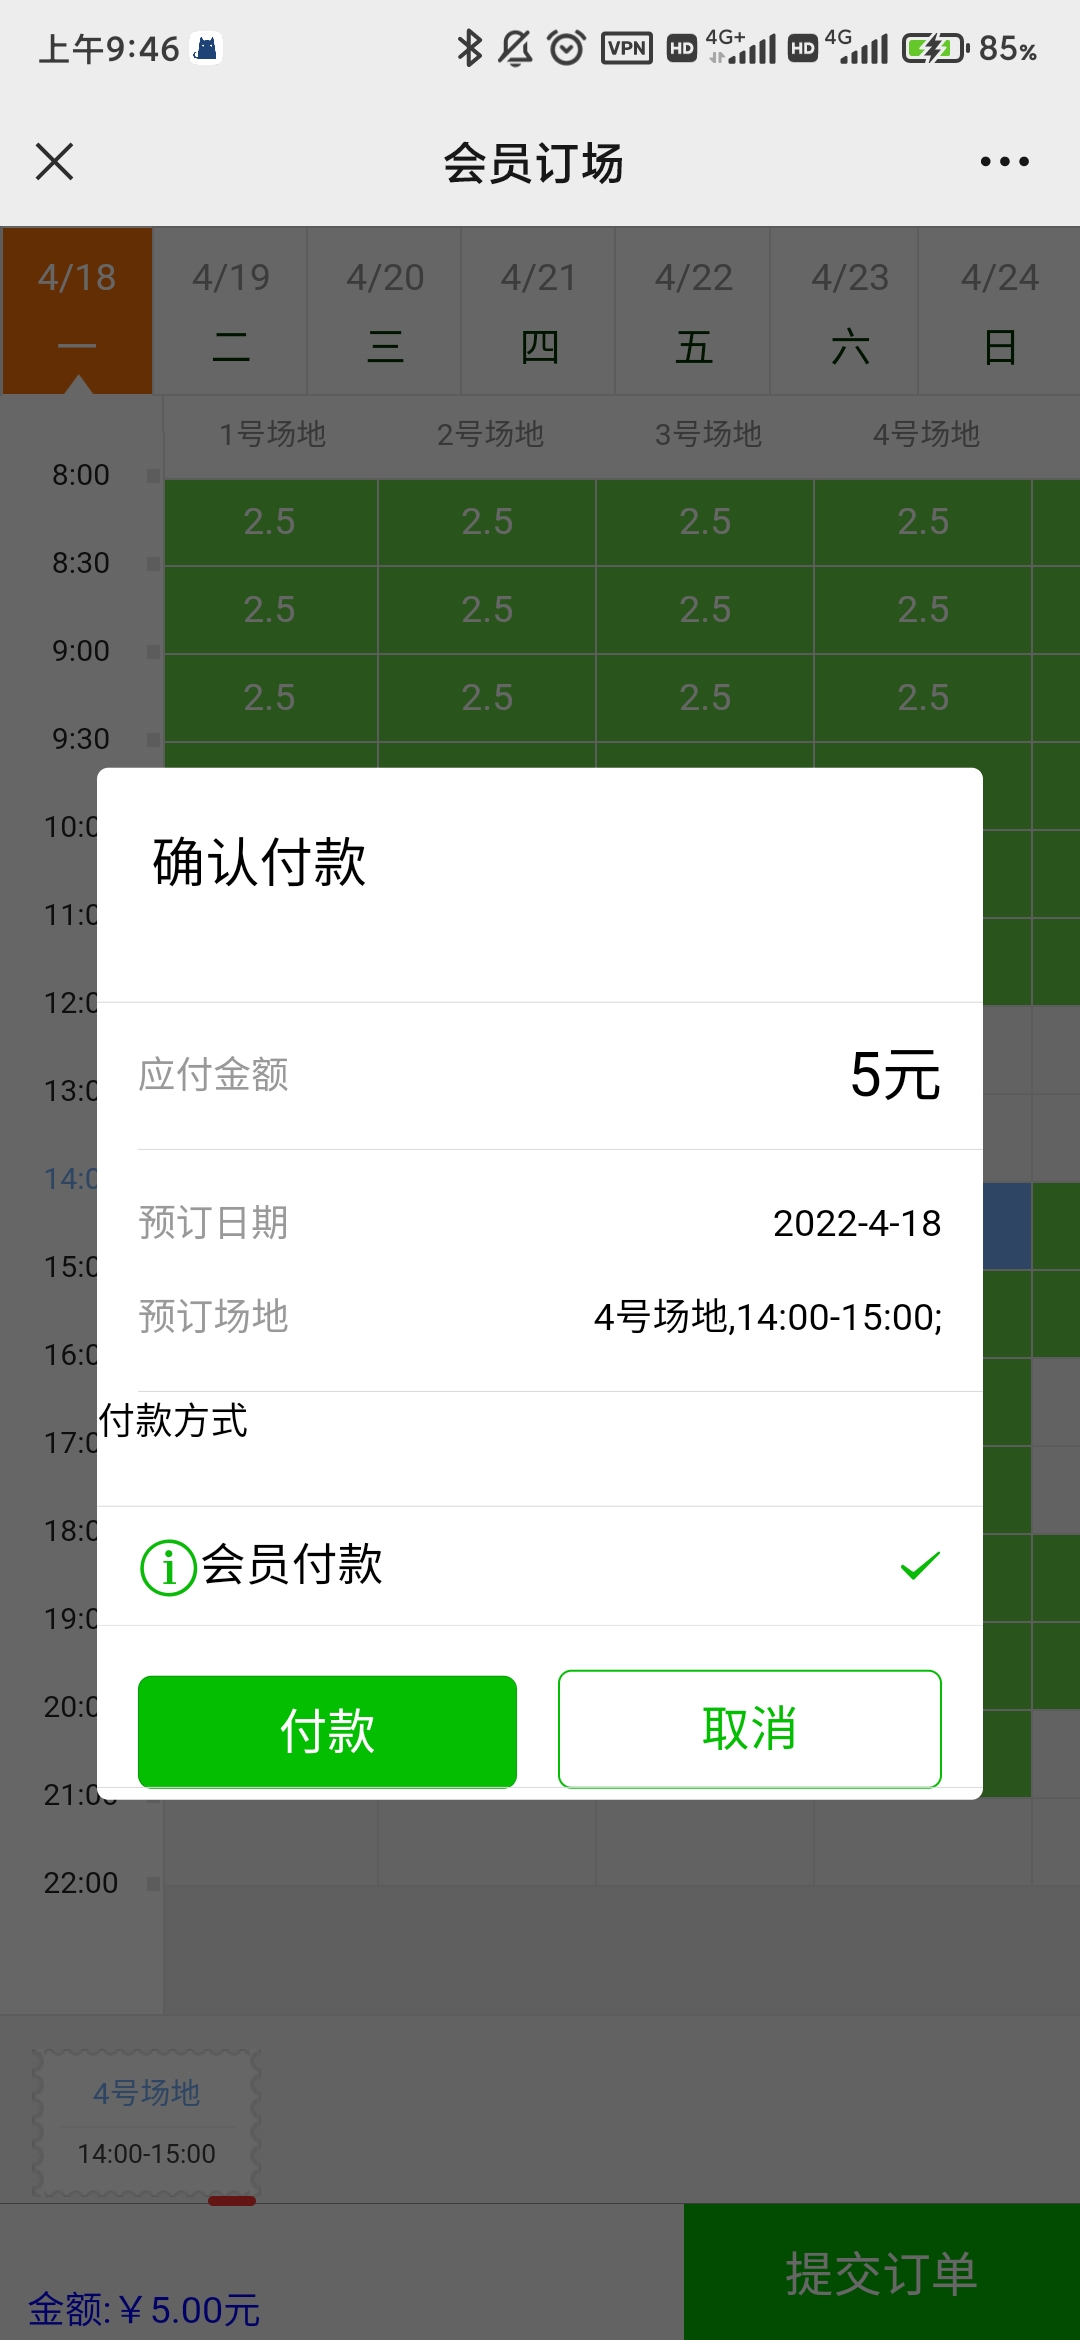 上午9:46 VPN HD 4G+ HD 4G 85%
会员订场
4/18 4/19 4/20 4/21 4/22 4/23 4/24
一 二 三 四 五 六 日
1号场地 2号场地 3号场地 4号场地
8:00
2.5 2.5 2.5 2.5
8:30
2.5 2.5 2.5 2.5
9:00
2.5 2.5 2.5 2.5
9:30
10:0
确认付款
11:0
12:0
应付金额 5元
13:0
14:0
预订日期 2022-4-18
15:0
预订场地 4号场地,14:00-15:00;
16:0
付款方式
17:0
18:0
会员付款
19:0
20:0
付款 取消
21:00
22:00
4号场地
14:00-15:00
提交订单
金额:￥5.00元